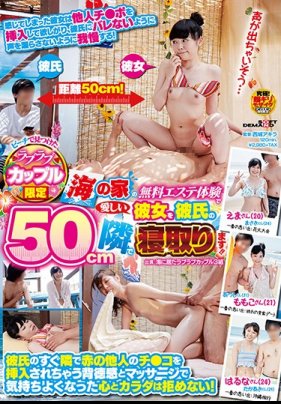 感じてしまった彼女は他人チ●ポを
挿入して欲しがり、彼氏にバレないように
声を漏らさないように我慢する!
声が出ちゃいそう…
彼氏
彼女
距離50cm!
ビーチで見つけた
ラブラブ
カップル
限定
海の家の無料エステ体験で
愛しい彼女を彼氏の
50cm隣で
寝取ります
えまさん(20)
ももこさん(21)
はるなさん(24)
彼氏のすぐ隣で赤の他人のチ●コを
挿入されちゃう背徳感とマッサージで
気持ちよくなった心とカラダは拒めない!